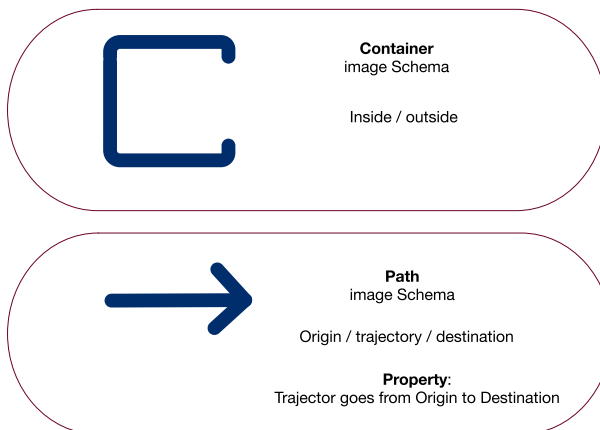 Container
image Schema
Inside / outside
Path
image Schema
Origin / trajectory / destination
Property:
Trajector goes from Origin to Destination